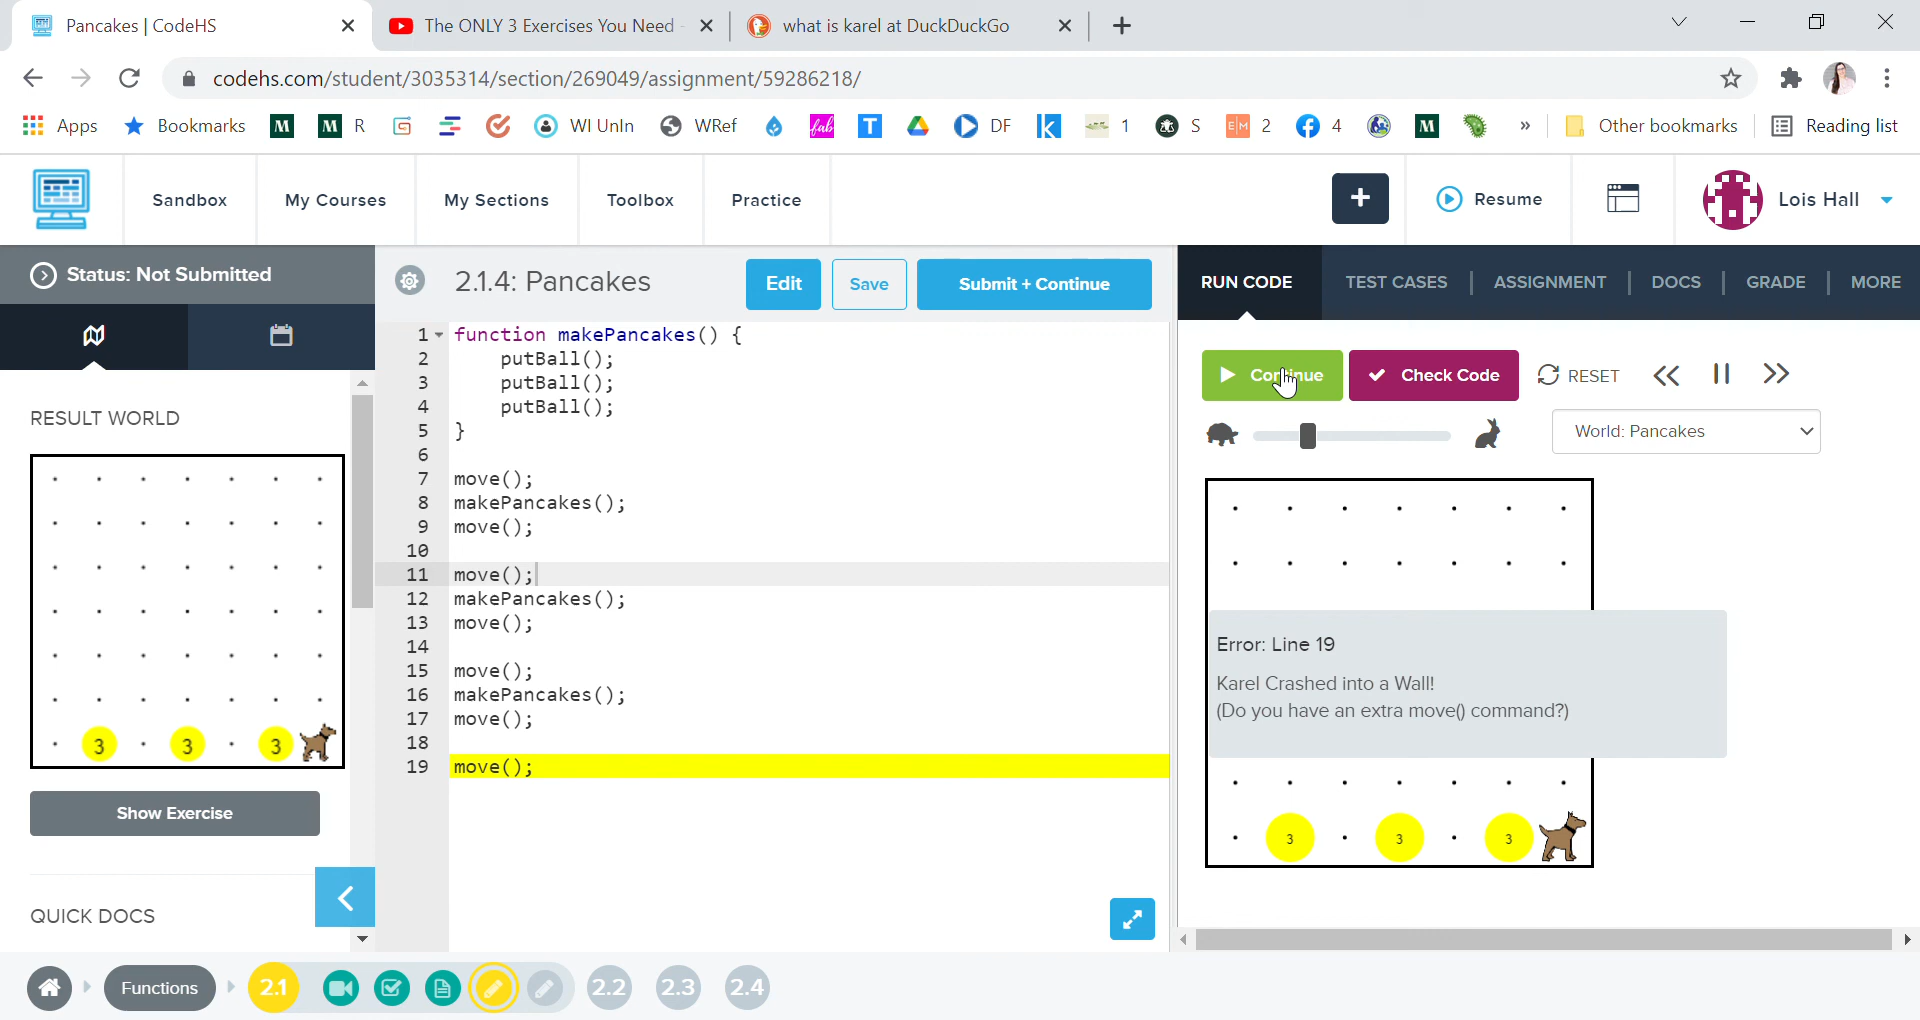 Pancakes | CodeHS
The ONLY 3 Exercises You Need -
what is karel at DuckDuckGo
codehs.com/student/3035314/section/269049/assignment/59286218/
Apps
Bookmarks
M
M R
WI UnIn
WRef
fab
T
DF
K
1
S
EM 2
4
M
»
Other bookmarks
Reading list
Sandbox
My Courses
My Sections
Toolbox
Practice
+
Resume
Lois Hall
Status: Not Submitted
2.1.4: Pancakes
Edit
Save
Submit + Continue
RUN CODE
TEST CASES
ASSIGNMENT
DOCS
GRADE
MORE
RESULT WORLD
3 3 3
Show Exercise
QUICK DOCS
1 function makePancakes() {
2 putBall();
3 putBall();
4 putBall();
5 }
6
7 move();
8 makePancakes();
9 move();
10
11 move();
12 makePancakes();
13 move();
14
15 move();
16 makePancakes();
17 move();
18
19 move();
Continue
Check Code
RESET
World: Pancakes
Error: Line 19
Karel Crashed into a Wall!
(Do you have an extra move() command?)
3 3 3
Functions
2.1
2.2
2.3
2.4